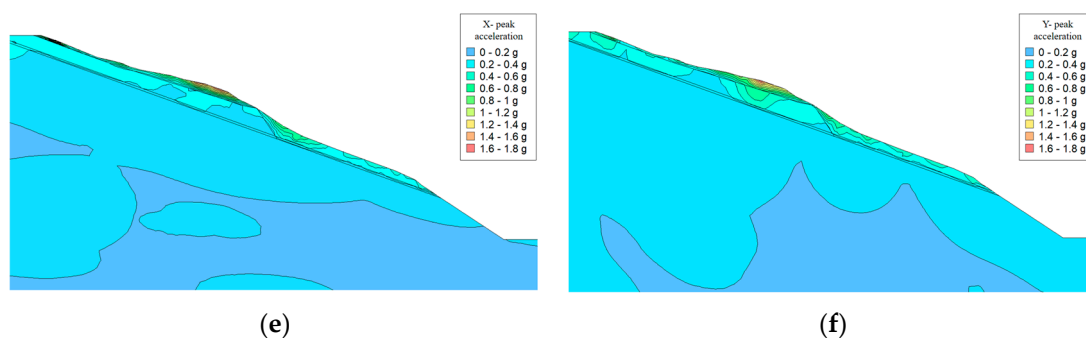 X- peak
acceleration
0 - 0.2 g
0.2 - 0.4 g
0.4 - 0.6 g
0.6 - 0.8 g
0.8 - 1 g
1 - 1.2 g
1.2 - 1.4 g
1.4 - 1.6 g
1.6 - 1.8 g
(e)
Y- peak
acceleration
0 - 0.2 g
0.2 - 0.4 g
0.4 - 0.6 g
0.6 - 0.8 g
0.8 - 1 g
1 - 1.2 g
1.2 - 1.4 g
1.4 - 1.6 g
1.6 - 1.8 g
(f)